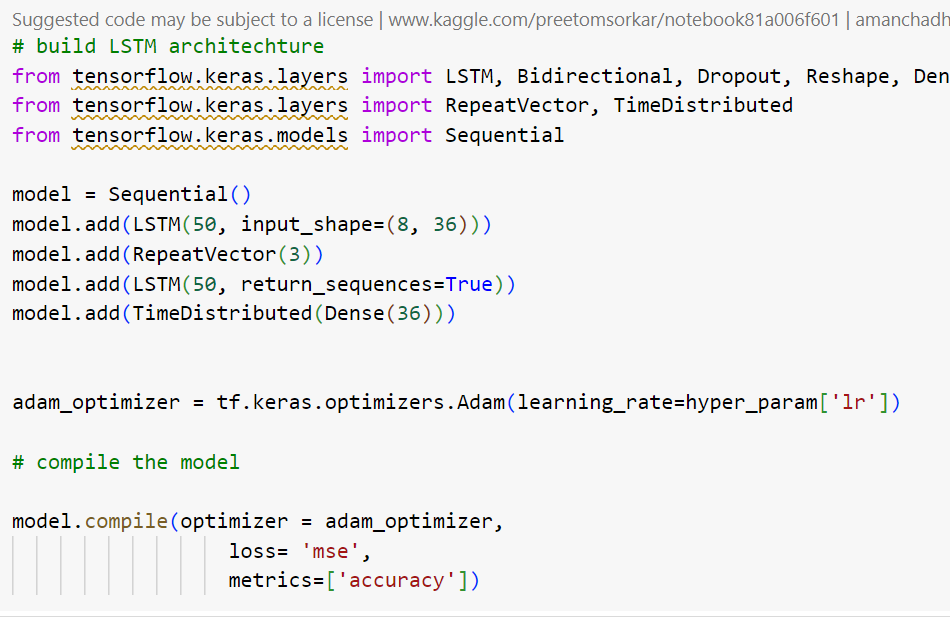 Suggested code may be subject to a license | www.kaggle.com/preetomsorkar/notebook81a006f601 |
# build LSTM architechture
from tensorflow.keras.layers import LSTM, Bidirectional, Dropout, Reshape,
from tensorflow.keras.layers import RepeatVector, TimeDistributed
from tensorflow.keras.models import Sequential
model = Sequential()
model.add(LSTM(50, input_shape=(8, 36)))
model.add(RepeatVector(3))
model.add(LSTM(50, return_sequences=True))
model.add(TimeDistributed(Dense(36)))
adam_optimizer = tf.keras.optimizers.Adam(learning_rate=hyper_param['lr'])
# compile the model
model.compile(optimizer = adam_optimizer,
loss= 'mse',
metrics=['accuracy'])